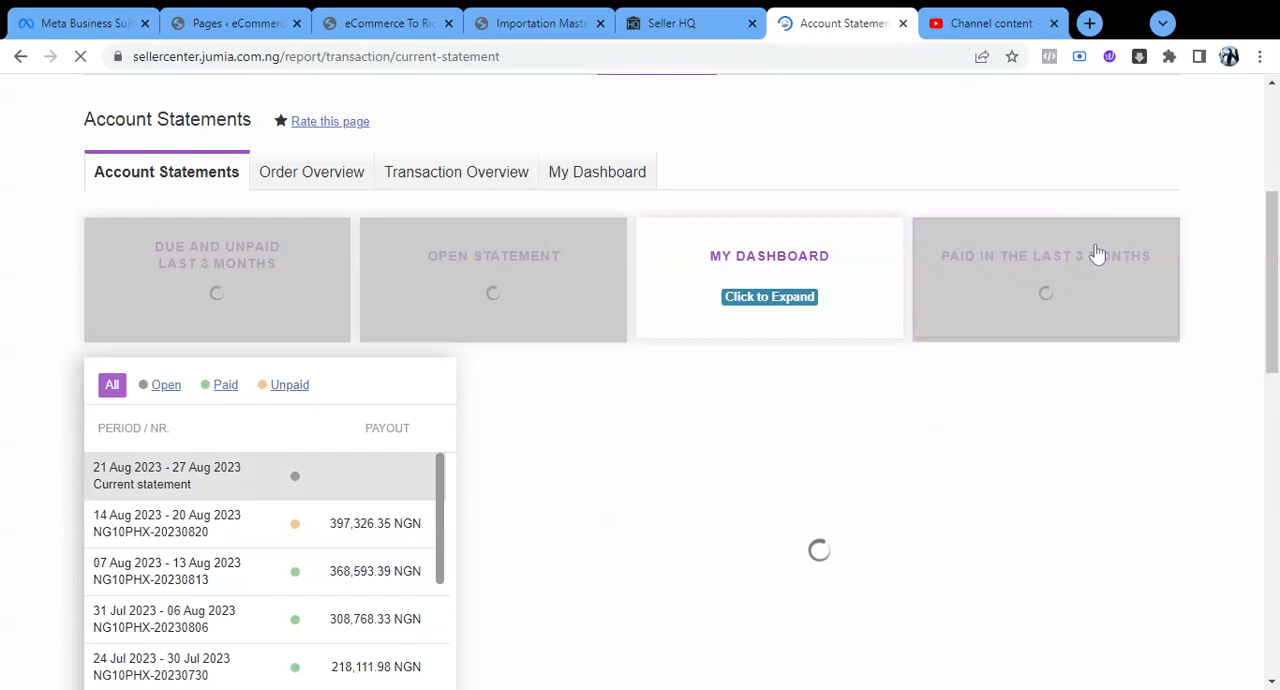 Meta Business Suit
Pages ‹ eCommerc
eCommerce To Ric
Importation Maste
Seller HQ
Account Statemen
Channel content -
sellercenter.jumia.com.ng/report/transaction/current-statement
Account Statements
Rate this page
Account Statements
Order Overview
Transaction Overview
My Dashboard
DUE AND UNPAID
LAST 3 MONTHS
OPEN STATEMENT
MY DASHBOARD
Click to Expand
PAID IN THE LAST 3 MONTHS
All
Open
Paid
Unpaid
PERIOD / NR.
PAYOUT
21 Aug 2023 - 27 Aug 2023
Current statement
14 Aug 2023 - 20 Aug 2023
NG10PHX-20230820
397,326.35 NGN
07 Aug 2023 - 13 Aug 2023
NG10PHX-20230813
368,593.39 NGN
31 Jul 2023 - 06 Aug 2023
NG10PHX-20230806
308,768.33 NGN
24 Jul 2023 - 30 Jul 2023
NG10PHX-20230730
218,111.98 NGN